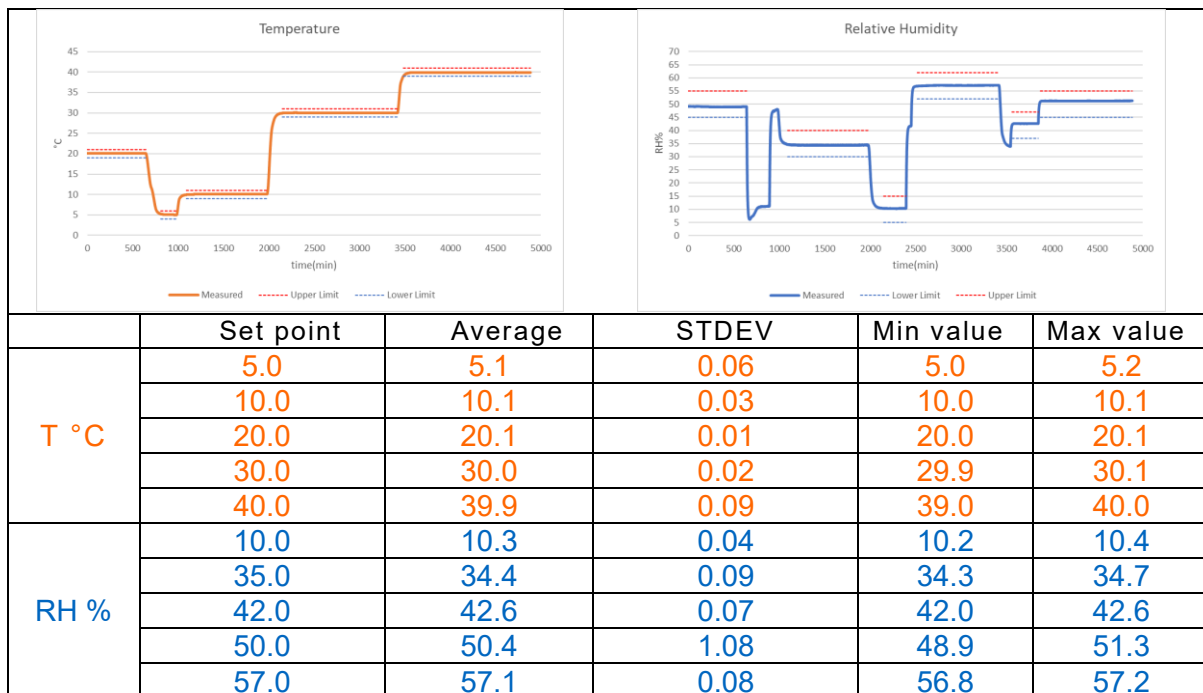 Temperature
45
40
35
30
25
20
15
10
5
0
°C
0 500 1000 1500 2000 2500 3000 3500 4000 4500 5000
time(min)
Measured Upper Limit Lower Limit
Relative Humidity
70
65
60
55
50
45
40
35
30
25
20
15
10
5
0
RH%
0 500 1000 1500 2000 2500 3000 3500 4000 4500 5000
time(min)
Measured Lower Limit Upper Limit
Set point Average STDEV Min value Max value
T °C
5.0 5.1 0.06 5.0 5.2
10.0 10.1 0.03 10.0 10.1
20.0 20.1 0.01 20.0 20.1
30.0 30.0 0.02 29.9 30.1
40.0 39.9 0.09 39.0 40.0
RH %
10.0 10.3 0.04 10.2 10.4
35.0 34.4 0.09 34.3 34.7
42.0 42.6 0.07 42.0 42.6
50.0 50.4 1.08 48.9 51.3
57.0 57.1 0.08 56.8 57.2